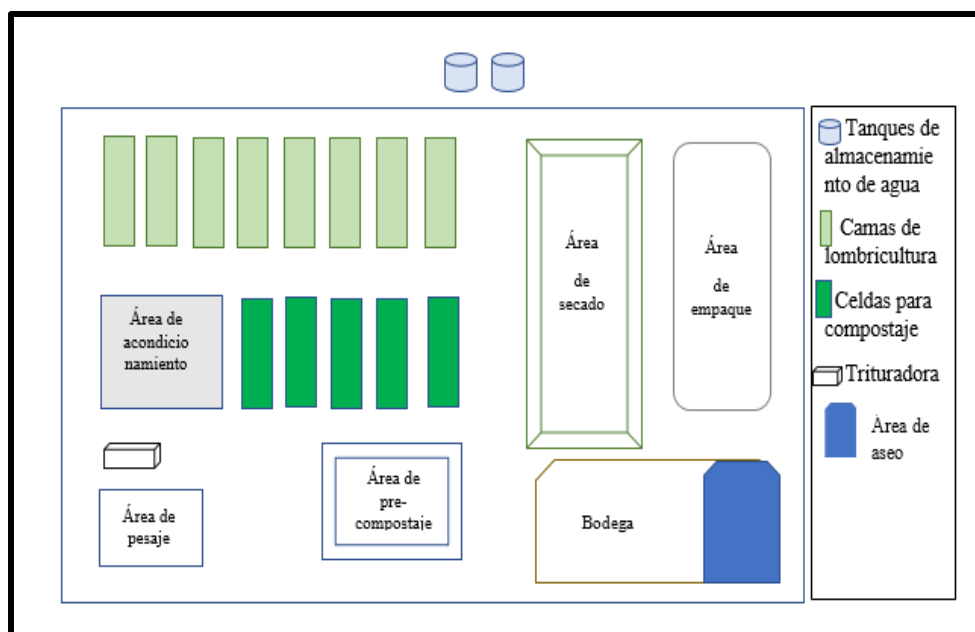 Área
de
secado
Área
de
empaque
Área de
acondicio
namiento
Área de
pre-
compostaje
Área de
pesaje
Bodega
Tanques de
almacenamie
nto de agua
Camas de
lombricultura
Celdas para
compostaje
Trituradora
Área de
aseo